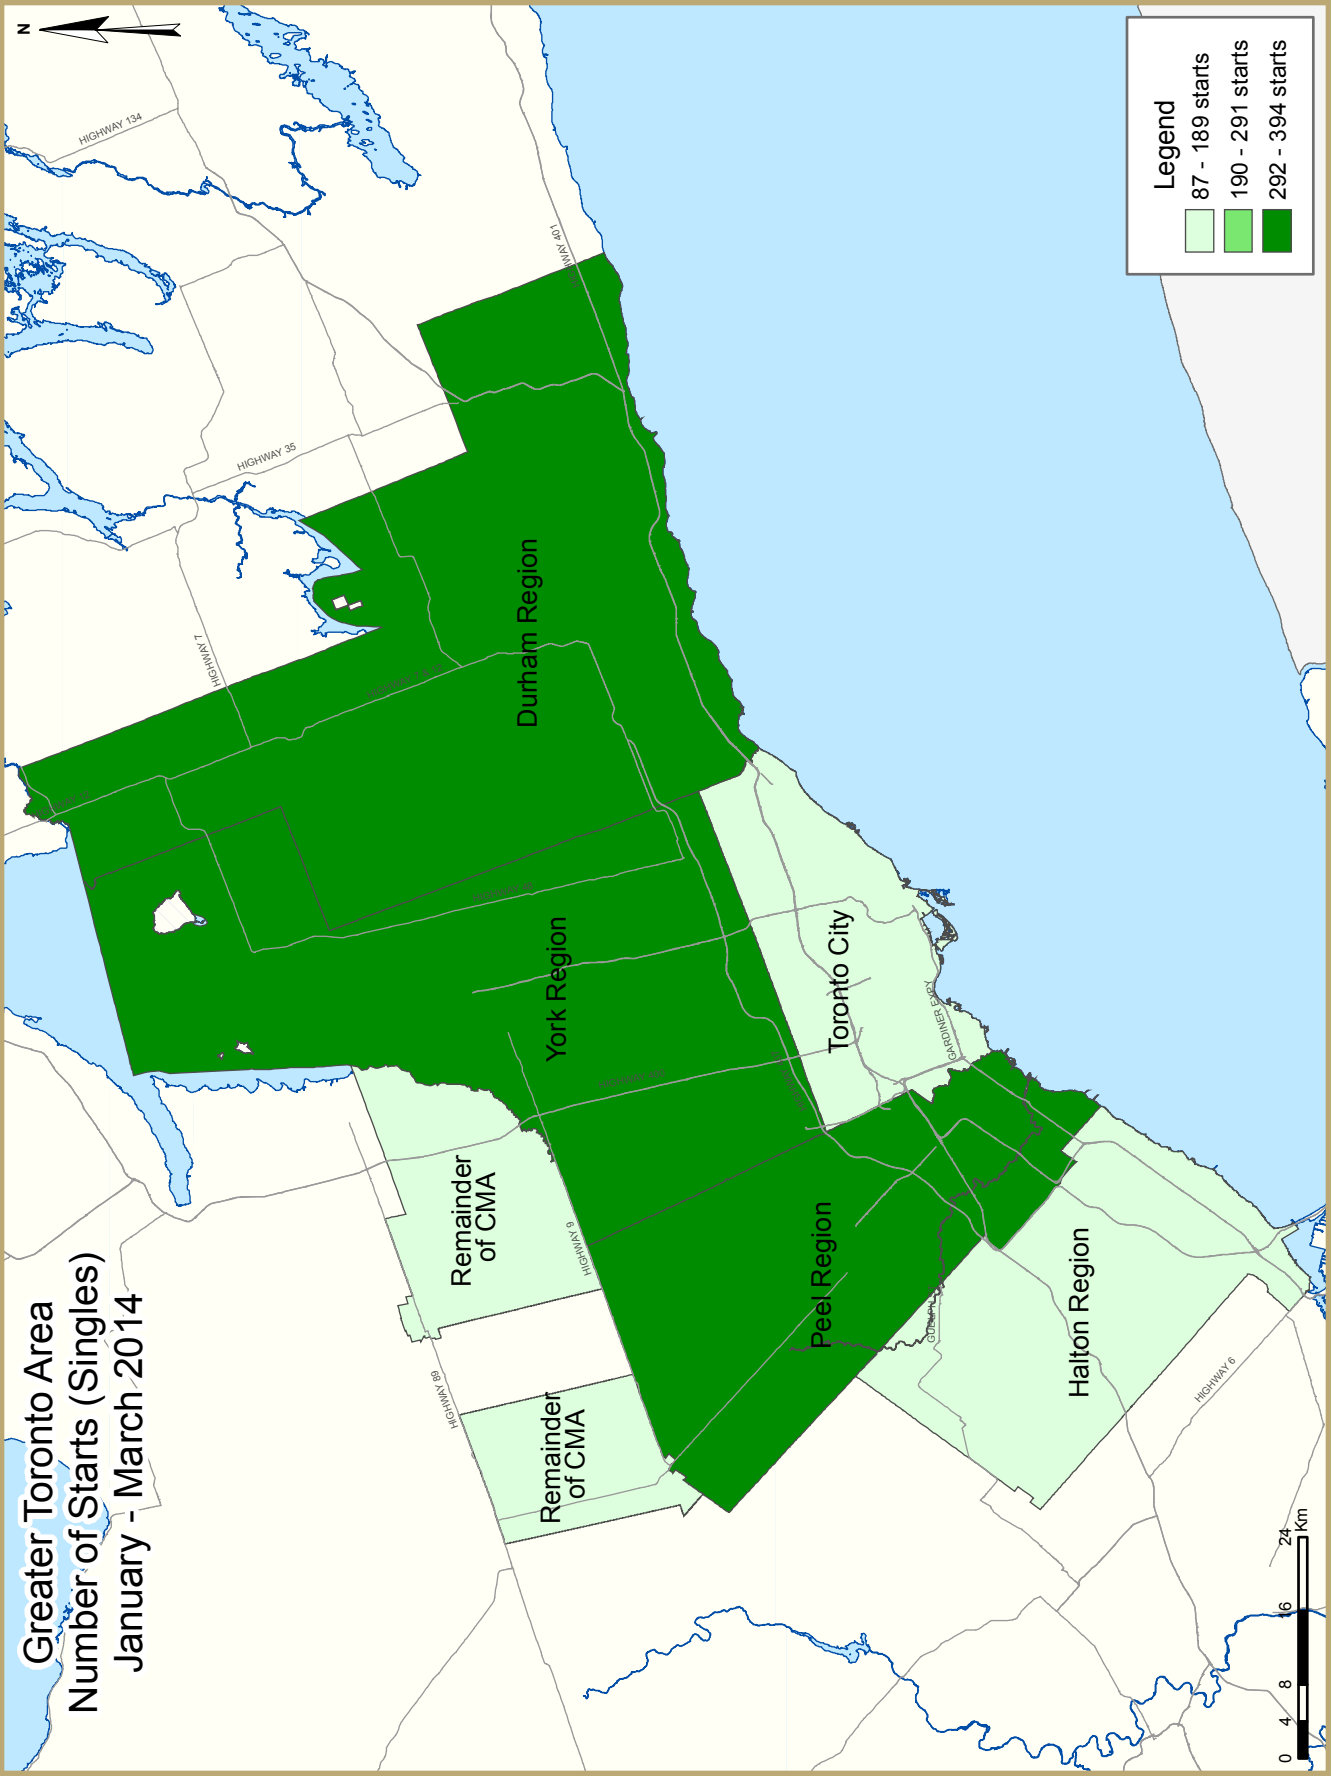 Greater Toronto Area
Number of Starts (Singles)
January - March 2014
N
HIGHWAY 134
HIGHWAY 35
HIGHWAY 7
Durham Region
York Region
Toronto City
GARDINER EXPY
Remainder
of CMA
HIGHWAY 9
HIGHWAY 89
Remainder
of CMA
Peel Region
GUELPH
Halton Region
HIGHWAY 6
Legend
87 - 189 starts
190 - 291 starts
292 - 394 starts
0 4 8 16 24
Km